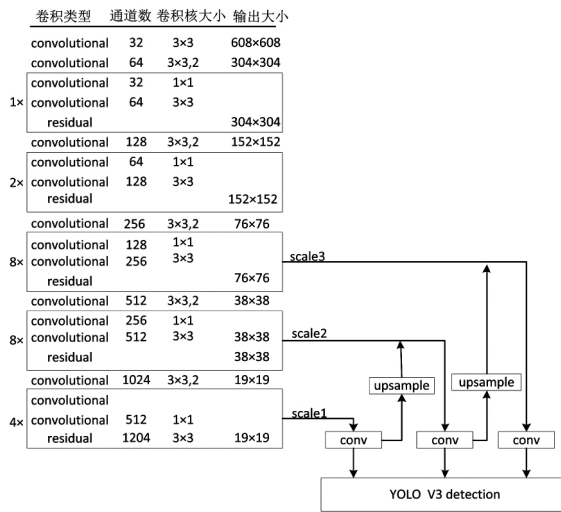 卷积类型 通道数 卷积核大小 输出大小
convolutional 32 3×3 608×608
convolutional 64 3×3,2 304×304
convolutional 32 1×1
1× convolutional 64 3×3
residual 304×304
convolutional 128 3×3,2 152×152
convolutional 64 1×1
2× convolutional 128 3×3
residual 152×152
convolutional 256 3×3,2 76×76
convolutional 128 1×1
8× convolutional 256 3×3
scale3
residual 76×76
convolutional 512 3×3,2 38×38
convolutional 256 1×1
8× convolutional 512 3×3 38×38
scale2
residual 38×38
convolutional 1024 3×3,2 19×19
upsample
upsample
convolutional
4× convolutional 512 1×1
scale1
residual 1204 3×3 19×19
conv
conv
conv
YOLO V3 detection